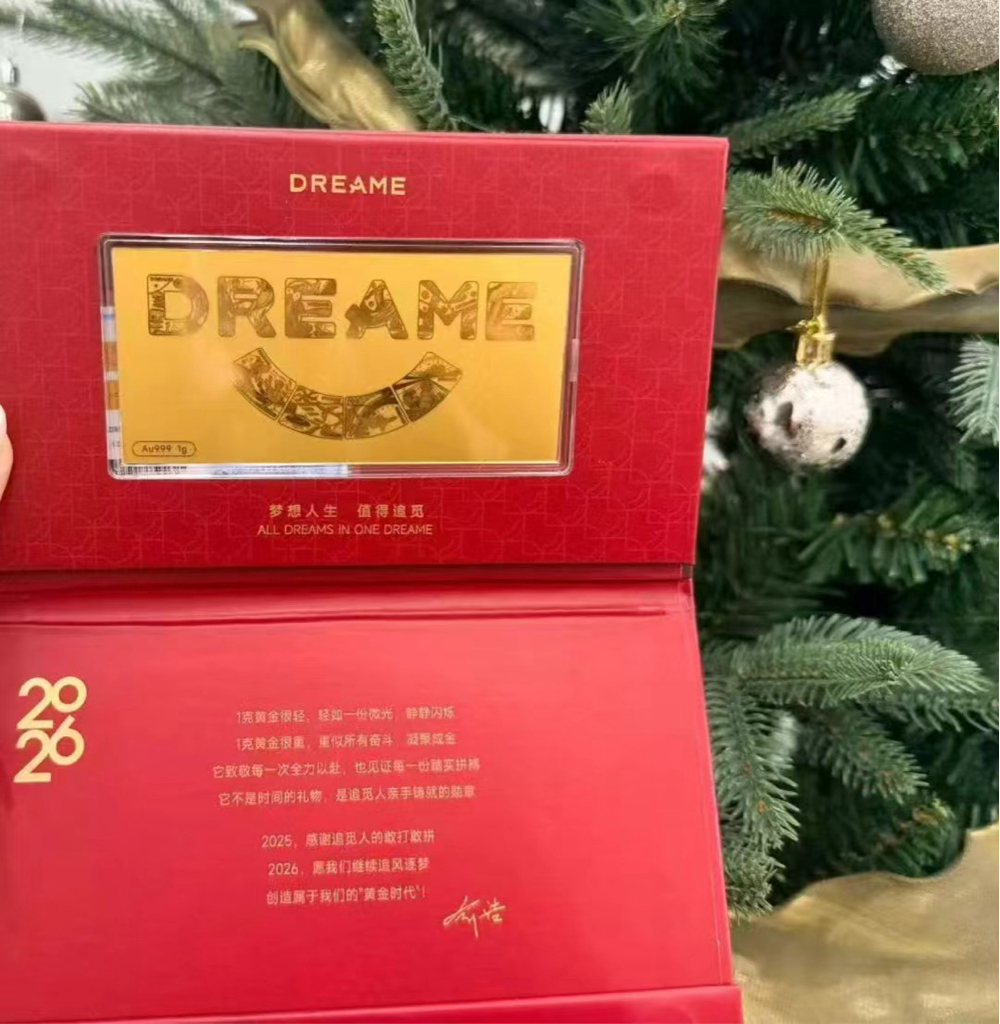 DREAME
DREAME
Au999 1g
梦想人生 值得追觅
ALL DREAMS IN ONE DREAME
2026
1克黄金很轻，轻如一份微光 静静闪烁
1克黄金很重，重似所有奋斗 凝聚成金
它致敬每一次全力以赴，也见证每一份踏实拼搏
它不是时间的礼物，是追觅人亲手铸就的勋章
2025，感谢追觅人的敢打敢拼
2026，愿我们继续追风逐梦
创造属于我们的“黄金时代”！
俞浩